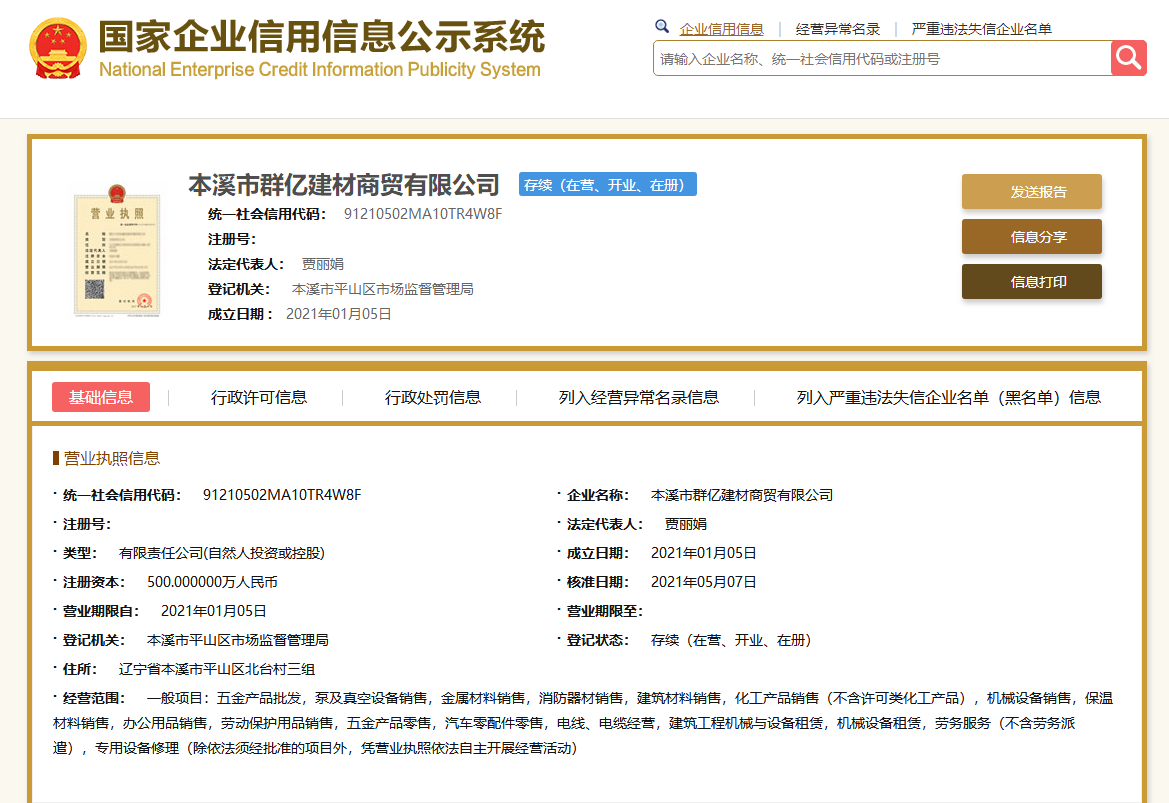 国家企业信用信息公示系统
National Enterprise Credit Information Publicity System
企业信用信息 | 经营异常名录 | 严重违法失信企业名单
请输入企业名称、统一社会信用代码或注册号
营业执照
本溪市群亿建材商贸有限公司 存续（在营、开业、在册）
统一社会信用代码： 91210502MA10TR4W8F
注册号：
法定代表人： 贾丽娟
登记机关： 本溪市平山区市场监督管理局
成立日期： 2021年01月05日
发送报告
信息分享
信息打印
基础信息 | 行政许可信息 | 行政处罚信息 | 列入经营异常名录信息 | 列入严重违法失信企业名单（黑名单）信息
营业执照信息
· 统一社会信用代码： 91210502MA10TR4W8F · 企业名称： 本溪市群亿建材商贸有限公司
· 注册号： · 法定代表人： 贾丽娟
· 类型： 有限责任公司(自然人投资或控股) · 成立日期： 2021年01月05日
· 注册资本： 500.000000万人民币 · 核准日期： 2021年05月07日
· 营业期限自： 2021年01月05日 · 营业期限至：
· 登记机关： 本溪市平山区市场监督管理局 · 登记状态： 存续（在营、开业、在册）
· 住所： 辽宁省本溪市平山区北台村三组
· 经营范围： 一般项目：五金产品批发，泵及真空设备销售，金属材料销售，消防器材销售，建筑材料销售，化工产品销售（不含许可类化工产品），机械设备销售，保温
材料销售，办公用品销售，劳动保护用品销售，五金产品零售，汽车零配件零售，电线、电缆经营，建筑工程机械与设备租赁，机械设备租赁，劳务服务（不含劳务派
遣），专用设备修理（除依法须经批准的项目外，凭营业执照依法自主开展经营活动）